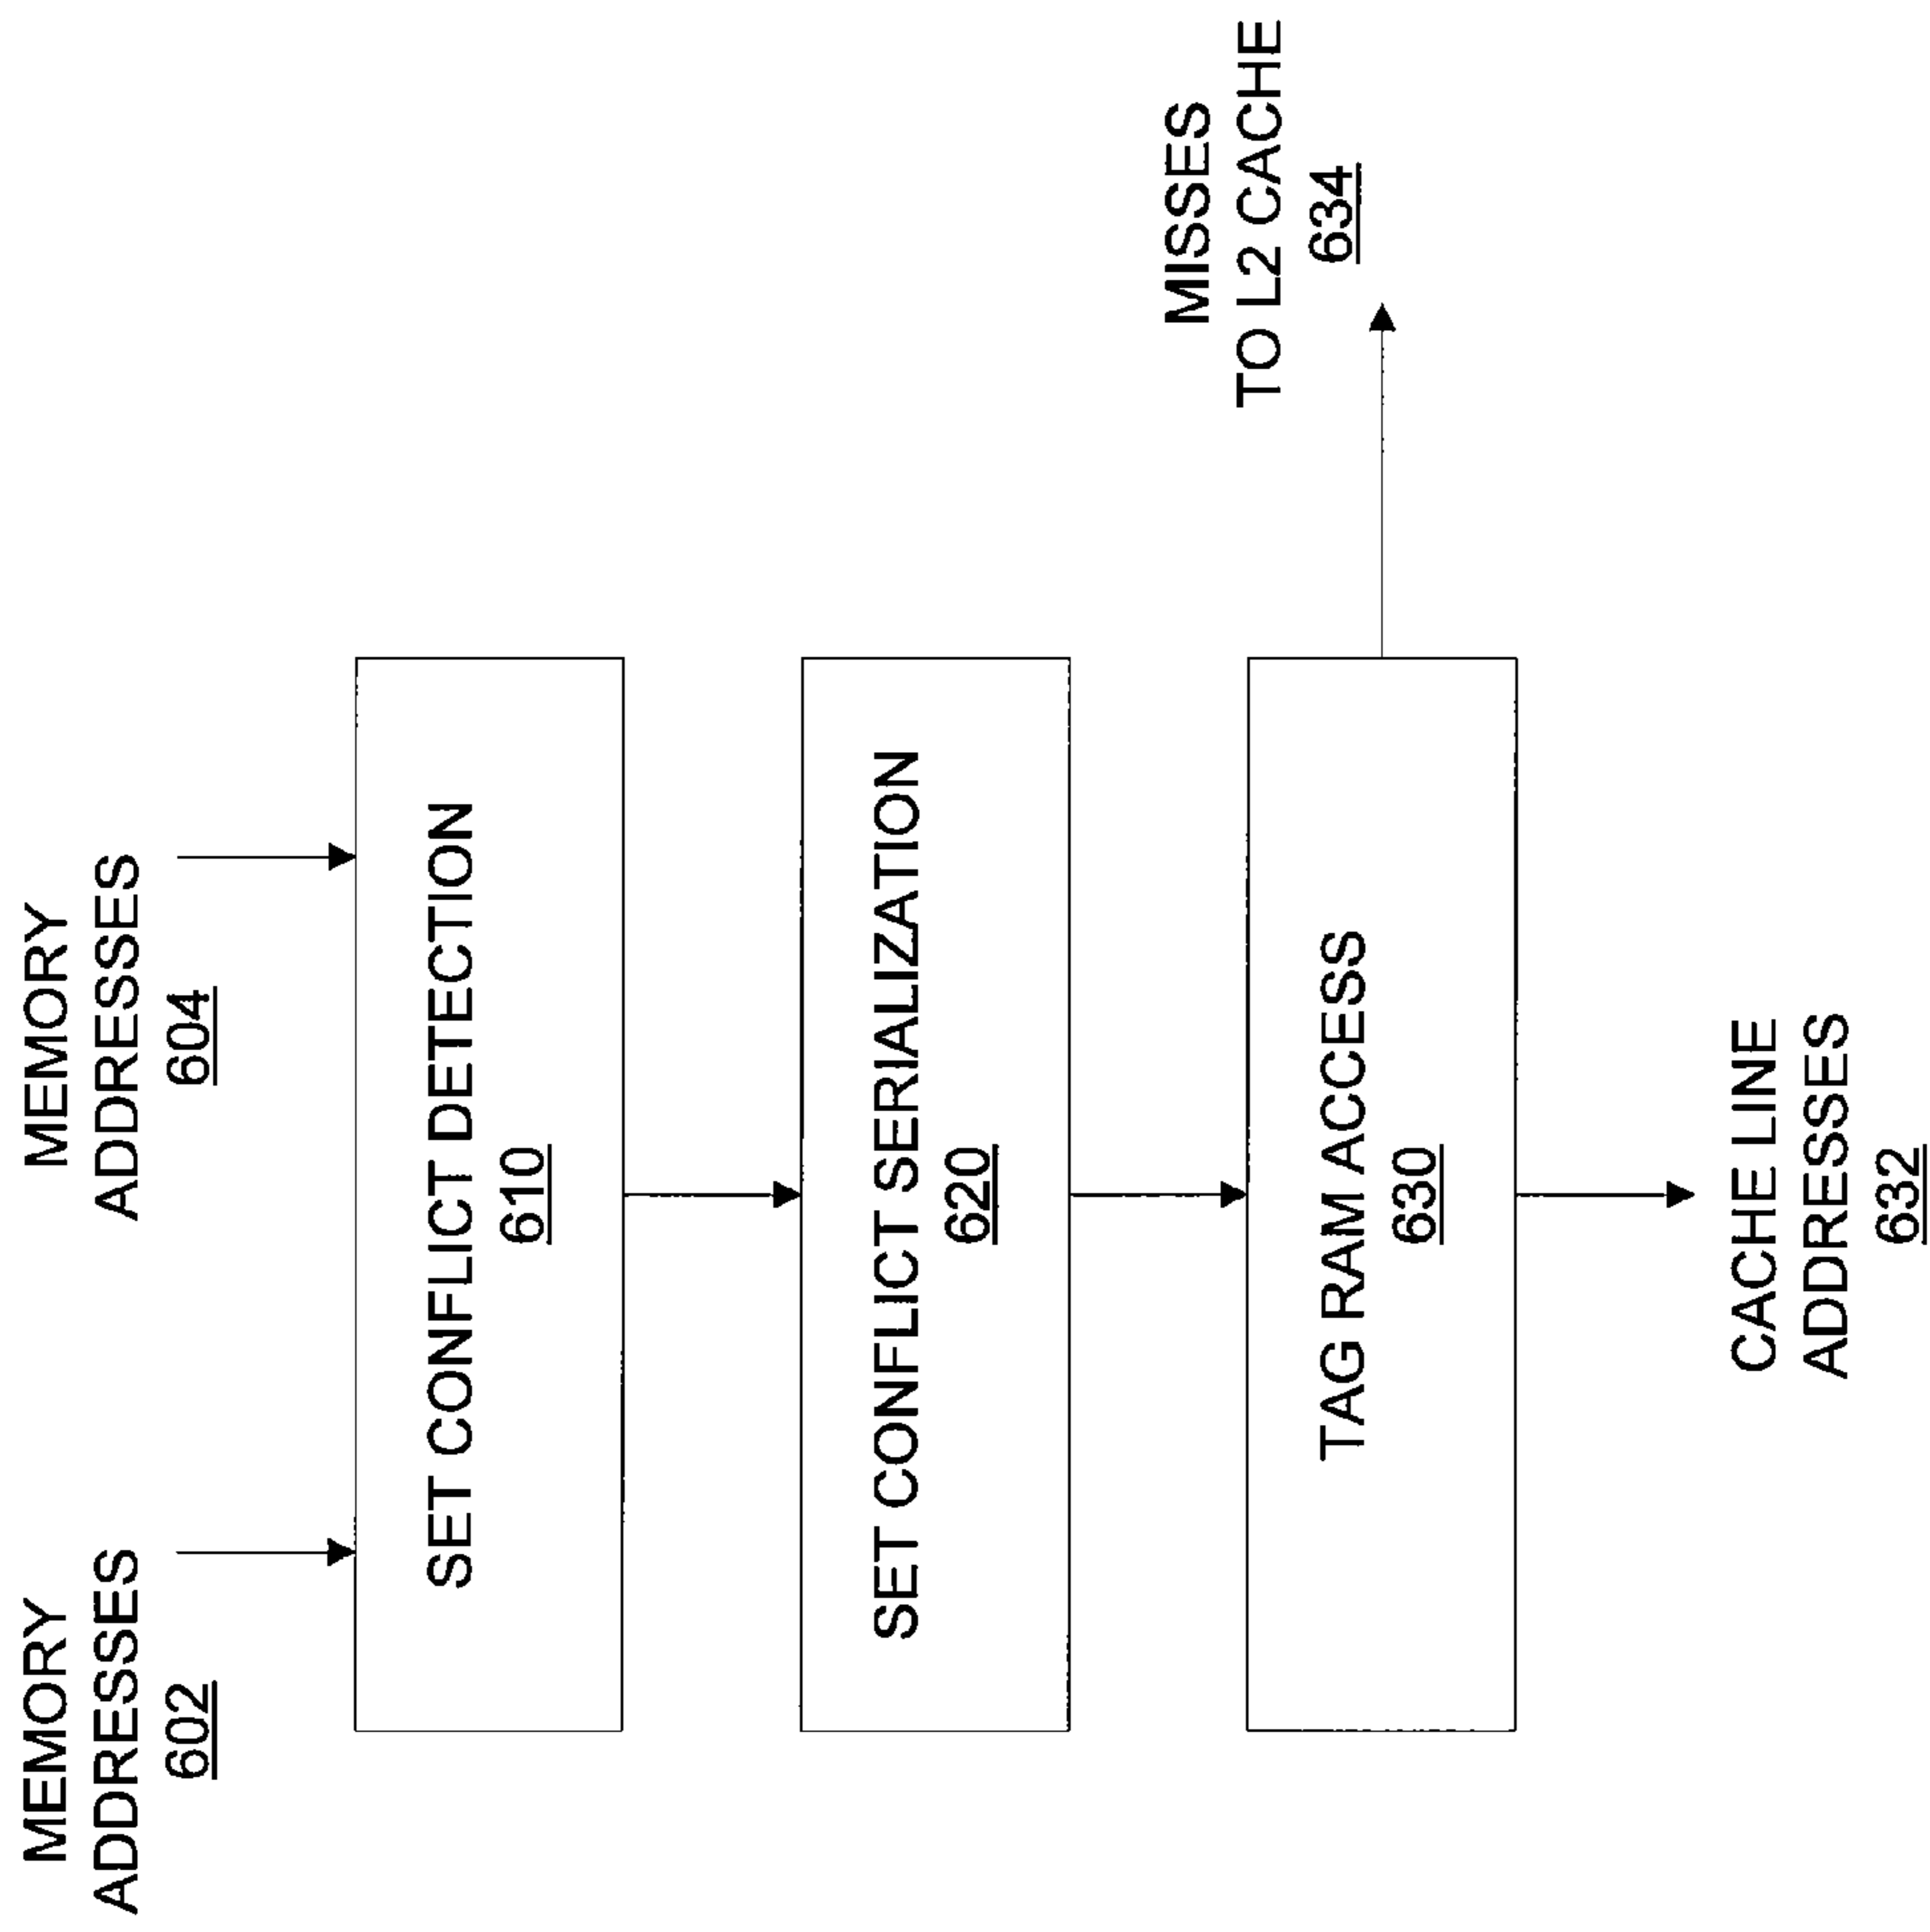 MEMORY
ADDRESSES
602
MEMORY
ADDRESSES
604
SET CONFLICT DETECTION
610
SET CONFLICT SERIALIZATION
620
TAG RAM ACCESS
630
MISSES
TO L2 CACHE
634
CACHE LINE
ADDRESSES
632